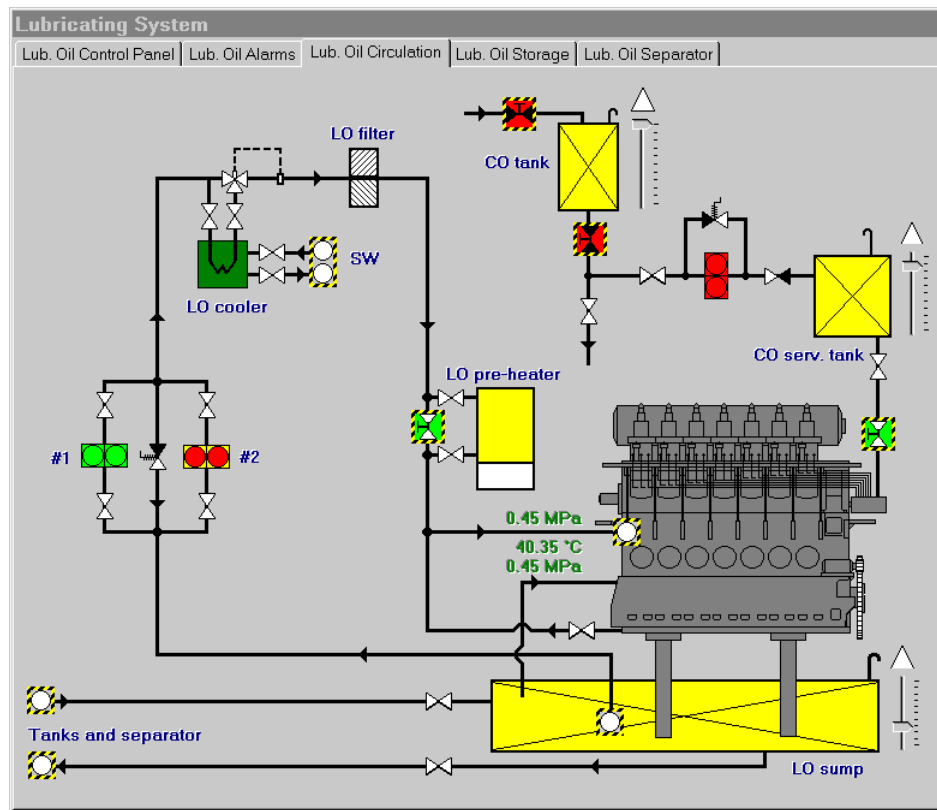 Lubricating System
Lub. Oil Control Panel
Lub. Oil Alarms
Lub. Oil Circulation
Lub. Oil Storage
Lub. Oil Separator
LO filter
CO tank
SW
LO cooler
CO serv. tank
LO pre-heater
#1
#2
0.45 MPa
40.35 °C
0.45 MPa
Tanks and separator
LO sump